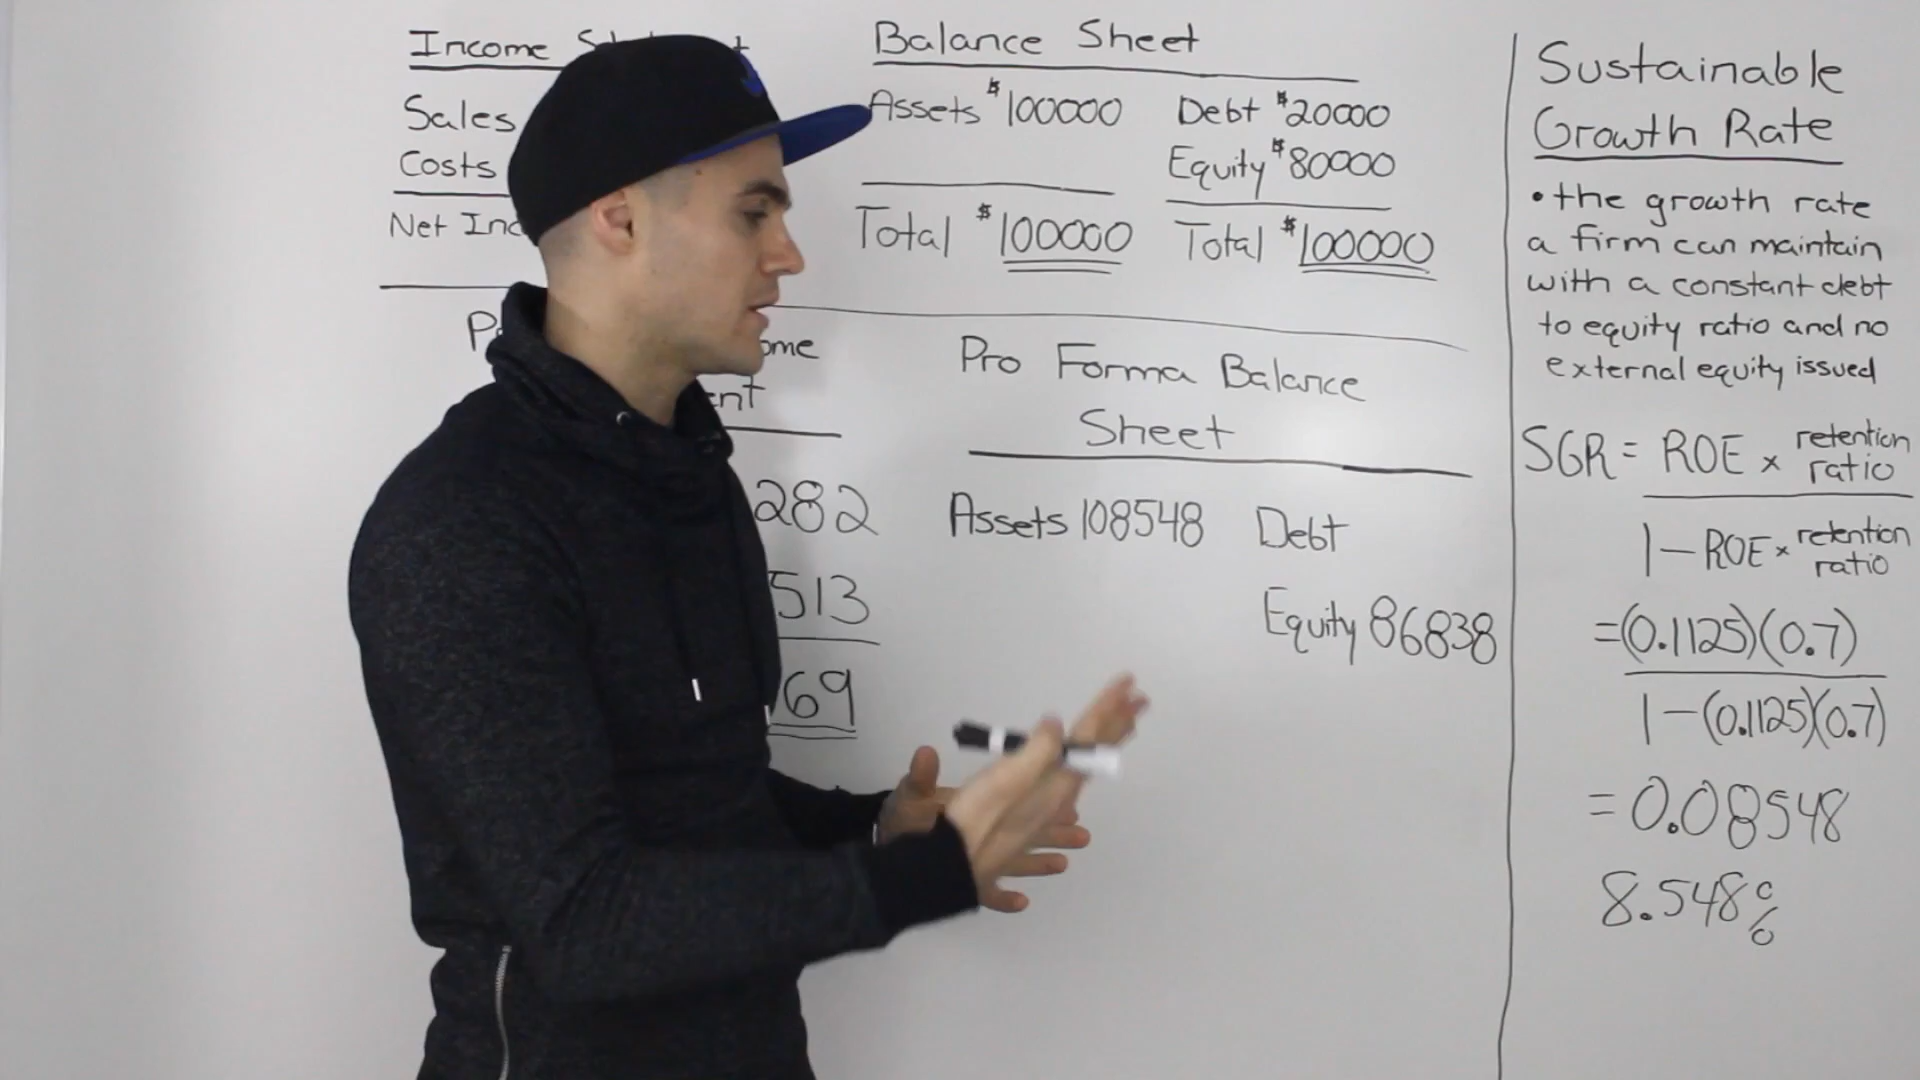 Income
Sales
Costs
Net Inc
Balance Sheet
Assets $100000 Debt $20000
Equity $80000
Total $100000 Total $100000
ome
ent
282
513
69
Pro Forma Balance
Sheet
Assets 108548 Debt
Equity 86838
Sustainable
Growth Rate
• the growth rate
a firm can maintain
with a constant debt
to equity ratio and no
external equity issued
SGR = ROE × retention ratio
1 - ROE × retention ratio
= (0.1125)(0.7)
1 - (0.1125)(0.7)
= 0.08548
8.548%